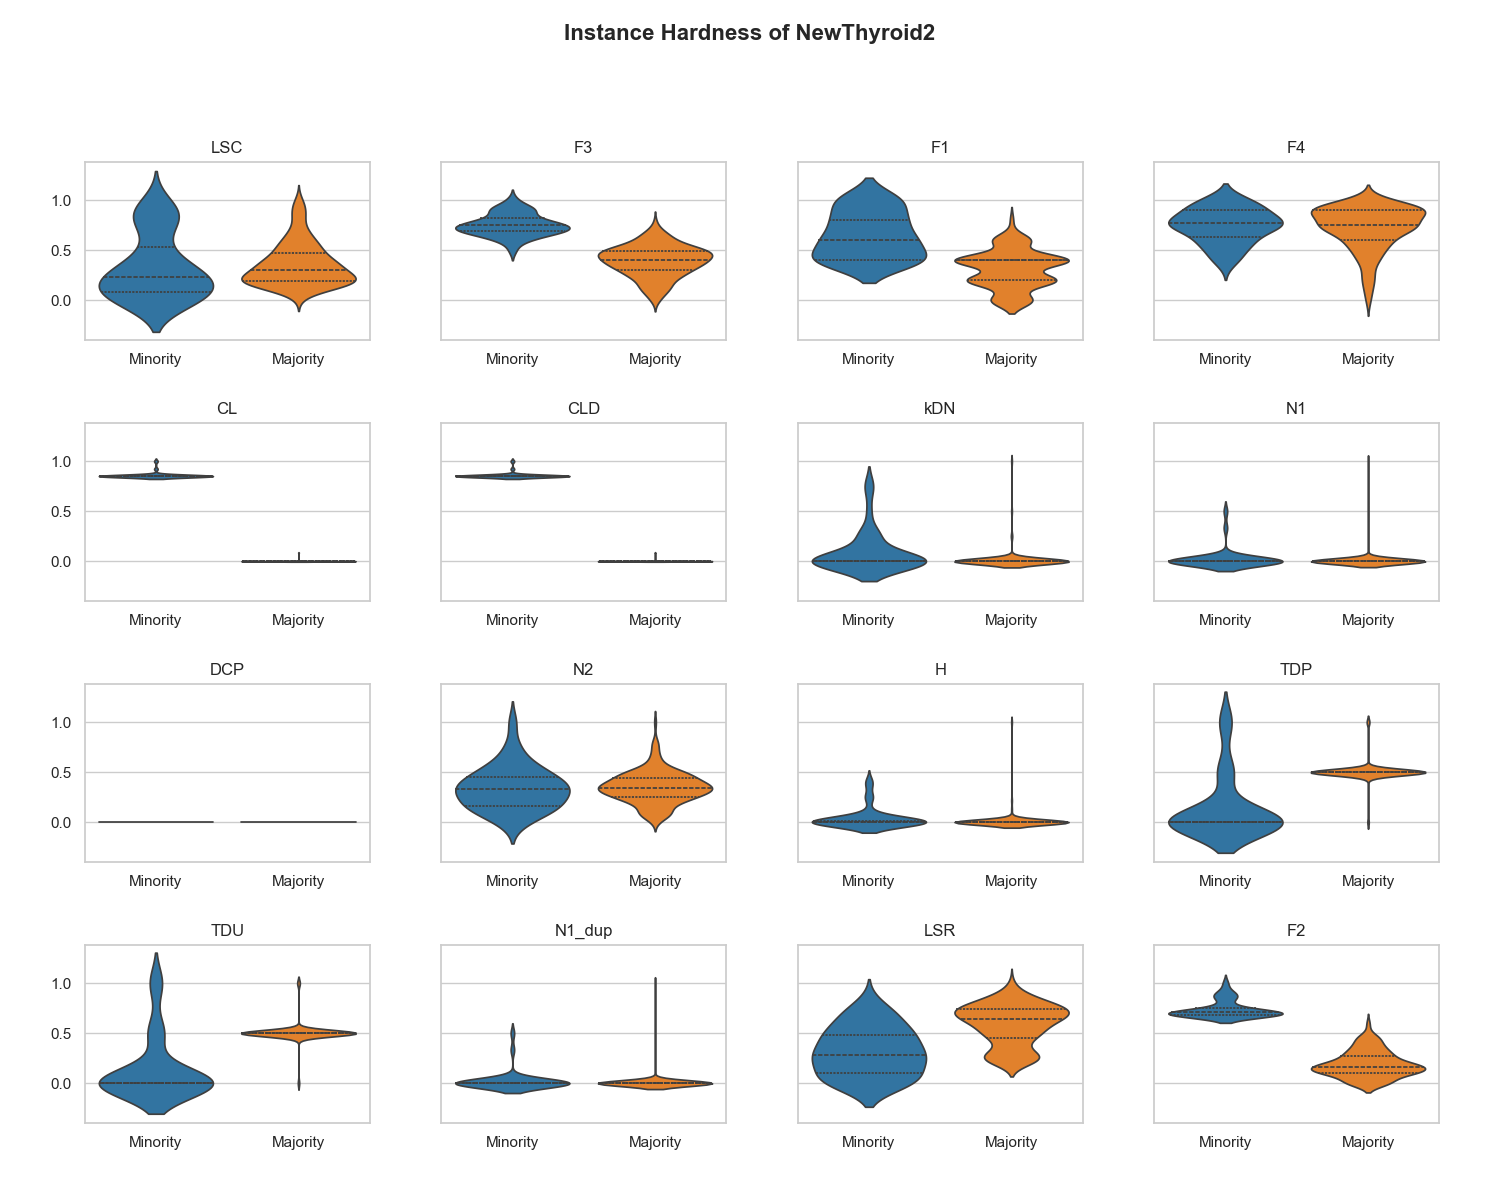 Instance Hardness of NewThyroid2
LSC F3 F1 F4
1.0
0.5
0.0
Minority Majority Minority Majority Minority Majority Minority Majority
CL CLD kDN N1
1.0
0.5
0.0
Minority Majority Minority Majority Minority Majority Minority Majority
DCP N2 H TDP
1.0
0.5
0.0
Minority Majority Minority Majority Minority Majority Minority Majority
TDU N1_dup LSR F2
1.0
0.5
0.0
Minority Majority Minority Majority Minority Majority Minority Majority